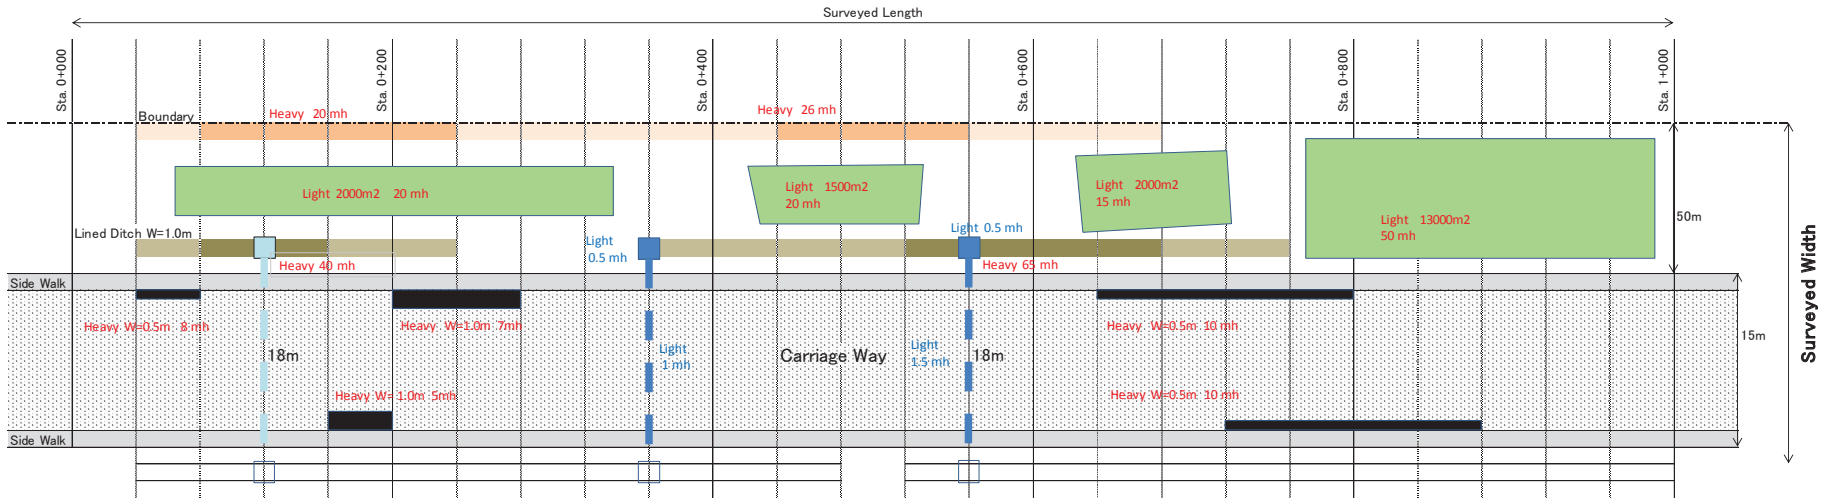 Surveyed Length
Sta. 0+000
Sta. 0+200
Sta. 0+400
Sta. 0+600
Sta. 0+800
Sta. 1+000
Boundary
Heavy 20 mh
Heavy 26 mh
Light 2000m2 20 mh
Light 1500m2
20 mh
Light 2000m2
15 mh
Light 13000m2
50 mh
50m
Lined Ditch W=1.0m
Light
0.5 mh
Light 0.5 mh
Heavy 40 mh
Heavy 65 mh
Side Walk
Heavy W=0.5m 8 mh
Heavy W=1.0m 7mh
Heavy W=0.5m 10 mh
15m
Surveyed Width
18m
Light
1 mh
Carriage Way
Light
1.5 mh
18m
Heavy W= 1.0m 5mh
Heavy W=0.5m 10 mh
Side Walk